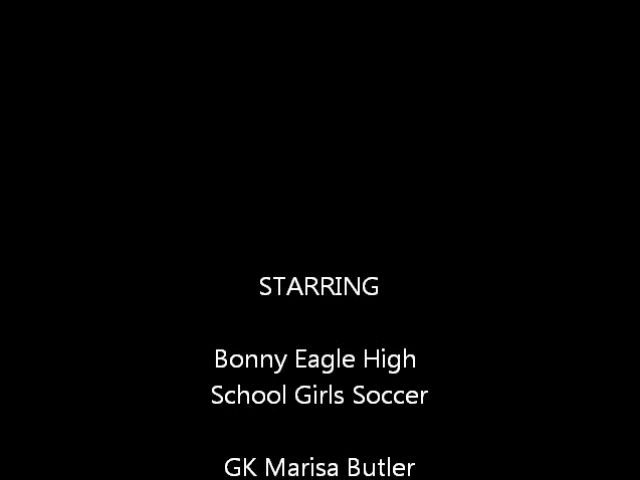 STARRING
Bonny Eagle High
School Girls Soccer
GK Marisa Butler